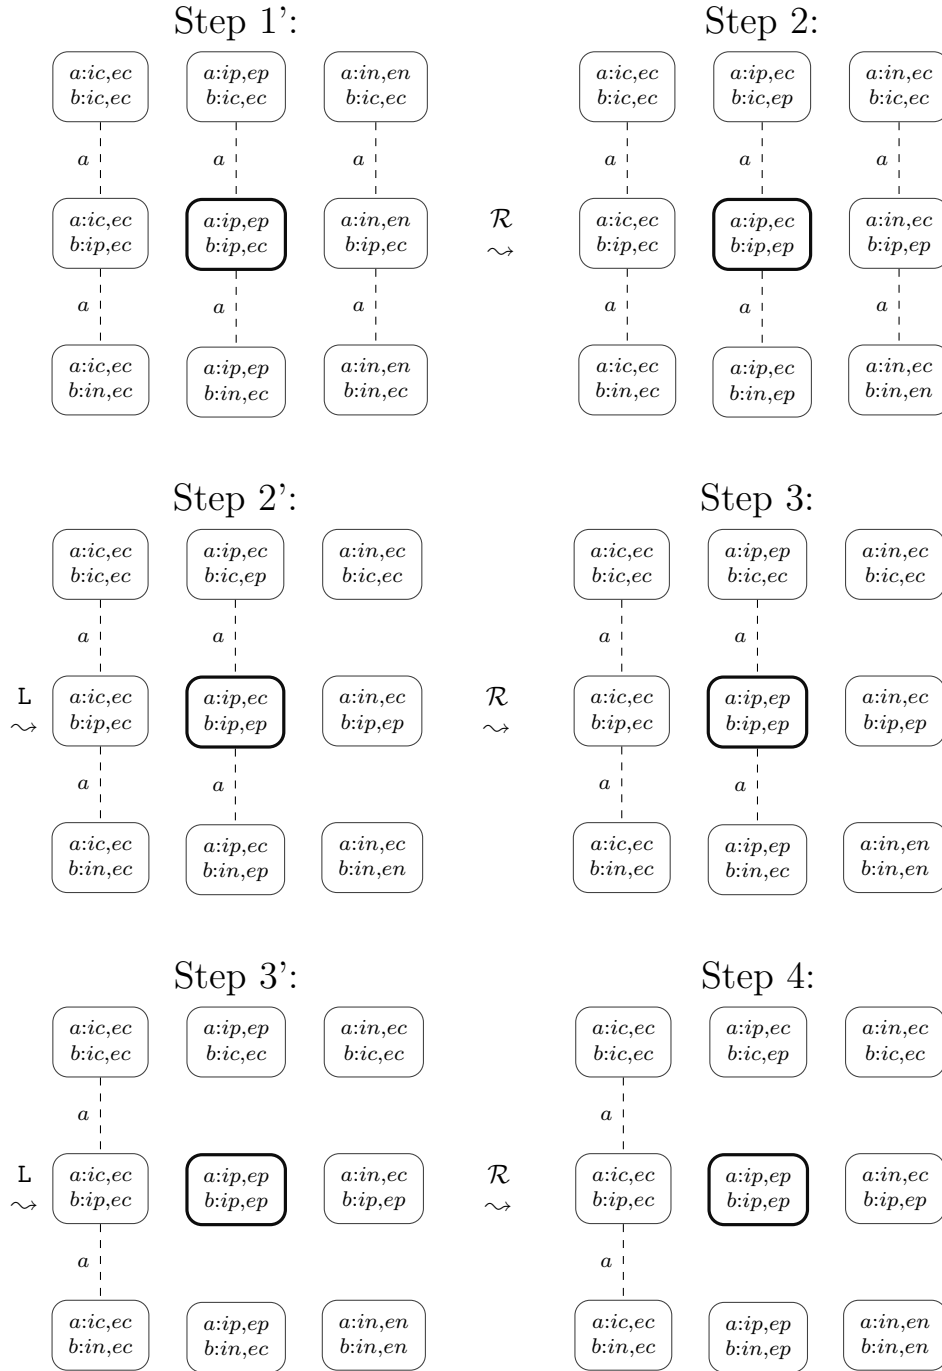 Step 1': Step 2:
a:ic,ec a:ip,ep a:in,en a:ic,ec a:ip,ec a:in,ec
b:ic,ec b:ic,ec b:ic,ec b:ic,ec b:ic,ep b:ic,ec
a a a a a a
a:ic,ec a:ip,ep a:in,en R a:ic,ec a:ip,ec a:in,ec
b:ip,ec b:ip,ec b:ip,ec ⤳ b:ip,ec b:ip,ep b:ip,ep
a a a a a a
a:ic,ec a:ip,ep a:in,en a:ic,ec a:ip,ec a:in,ec
b:in,ec b:in,ec b:in,ec b:in,ec b:in,ep b:in,en
Step 2': Step 3:
a:ic,ec a:ip,ec a:in,ec a:ic,ec a:ip,ep a:in,ec
b:ic,ec b:ic,ep b:ic,ec b:ic,ec b:ic,ec b:ic,ec
a a a a
L a:ic,ec a:ip,ec a:in,ec R a:ic,ec a:ip,ep a:in,ec
⤳ b:ip,ec b:ip,ep b:ip,ep ⤳ b:ip,ec b:ip,ep b:ip,ep
a a a a
a:ic,ec a:ip,ec a:in,ec a:ic,ec a:ip,ep a:in,en
b:in,ec b:in,ep b:in,en b:in,ec b:in,ec b:in,en
Step 3': Step 4:
a:ic,ec a:ip,ep a:in,ec a:ic,ec a:ip,ec a:in,ec
b:ic,ec b:ic,ec b:ic,ec b:ic,ec b:ic,ep b:ic,ec
a a
L a:ic,ec a:ip,ep a:in,ec R a:ic,ec a:ip,ep a:in,ec
⤳ b:ip,ec b:ip,ep b:ip,ep ⤳ b:ip,ec b:ip,ep b:ip,ep
a a
a:ic,ec a:ip,ep a:in,en a:ic,ec a:ip,ep a:in,en
b:in,ec b:in,ec b:in,en b:in,ec b:in,ep b:in,en